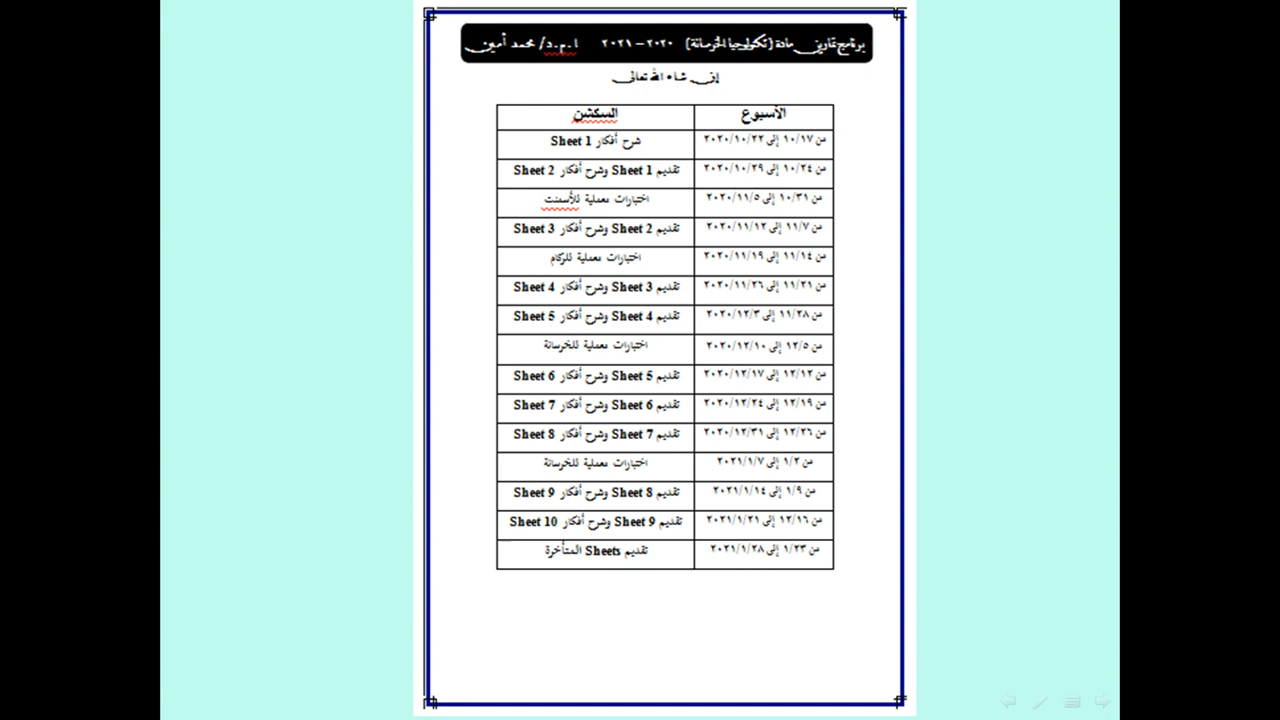 برنامج تمارين مادة (تكنولوجيا الخرسانة) ٢٠٢٠ – ٢٠٢١ ا.م.د/ محمد أمين
إن شاء الله تعالى
الأسبوع السكشن
من ١٠/١٧ إلى ٢٠٢٠/١٠/٢٢ شرح أفكار Sheet 1
من ١٠/٢٤ إلى ٢٠٢٠/١٠/٢٩ تقديم Sheet 1 وشرح أفكار Sheet 2
من ١٠/٣١ إلى ٢٠٢٠/١١/٥ اختبارات معملية للأسمنت
من ١١/٧ إلى ٢٠٢٠/١١/١٢ تقديم Sheet 2 وشرح أفكار Sheet 3
من ١١/١٤ إلى ٢٠٢٠/١١/١٩ اختبارات معملية للركام
من ١١/٢١ إلى ٢٠٢٠/١١/٢٦ تقديم Sheet 3 وشرح أفكار Sheet 4
من ١١/٢٨ إلى ٢٠٢٠/١٢/٣ تقديم Sheet 4 وشرح أفكار Sheet 5
من ١٢/٥ إلى ٢٠٢٠/١٢/١٠ اختبارات معملية للخرسانة
من ١٢/١٢ إلى ٢٠٢٠/١٢/١٧ تقديم Sheet 5 وشرح أفكار Sheet 6
من ١٢/١٩ إلى ٢٠٢٠/١٢/٢٤ تقديم Sheet 6 وشرح أفكار Sheet 7
من ١٢/٢٦ إلى ٢٠٢٠/١٢/٣١ تقديم Sheet 7 وشرح أفكار Sheet 8
من ١/٢ إلى ٢٠٢١/١/٧ اختبارات معملية للخرسانة
من ١/٩ إلى ٢٠٢١/١/١٤ تقديم Sheet 8 وشرح أفكار Sheet 9
من ١٢/١٦ إلى ٢٠٢١/١/٢١ تقديم Sheet 9 وشرح أفكار Sheet 10
من ١/٢٣ إلى ٢٠٢١/١/٢٨ تقديم Sheets المتأخرة